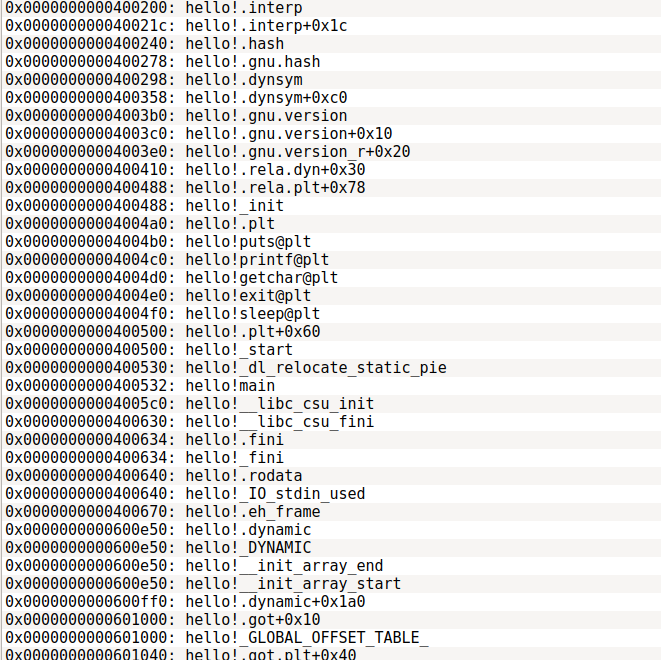 0x0000000000400200: hello!.interp
0x000000000040021c: hello!.interp+0x1c
0x0000000000400240: hello!.hash
0x0000000000400278: hello!.gnu.hash
0x0000000000400298: hello!.dynsym
0x0000000000400358: hello!.dynsym+0xc0
0x00000000004003b0: hello!.gnu.version
0x00000000004003c0: hello!.gnu.version+0x10
0x00000000004003e0: hello!.gnu.version_r+0x20
0x0000000000400410: hello!.rela.dyn+0x30
0x0000000000400488: hello!.rela.plt+0x78
0x0000000000400488: hello!_init
0x00000000004004a0: hello!.plt
0x00000000004004b0: hello!puts@plt
0x00000000004004c0: hello!printf@plt
0x00000000004004d0: hello!getchar@plt
0x00000000004004e0: hello!exit@plt
0x00000000004004f0: hello!sleep@plt
0x0000000000400500: hello!.plt+0x60
0x0000000000400500: hello!_start
0x0000000000400530: hello!_dl_relocate_static_pie
0x0000000000400532: hello!main
0x00000000004005c0: hello!__libc_csu_init
0x0000000000400630: hello!__libc_csu_fini
0x0000000000400634: hello!.fini
0x0000000000400634: hello!_fini
0x0000000000400640: hello!.rodata
0x0000000000400640: hello!_IO_stdin_used
0x0000000000400670: hello!.eh_frame
0x0000000000600e50: hello!.dynamic
0x0000000000600e50: hello!_DYNAMIC
0x0000000000600e50: hello!__init_array_end
0x0000000000600e50: hello!__init_array_start
0x0000000000600ff0: hello!.dynamic+0x1a0
0x0000000000601000: hello!.got+0x10
0x0000000000601000: hello!_GLOBAL_OFFSET_TABLE_
0x0000000000601040: hello!.got.plt+0x40